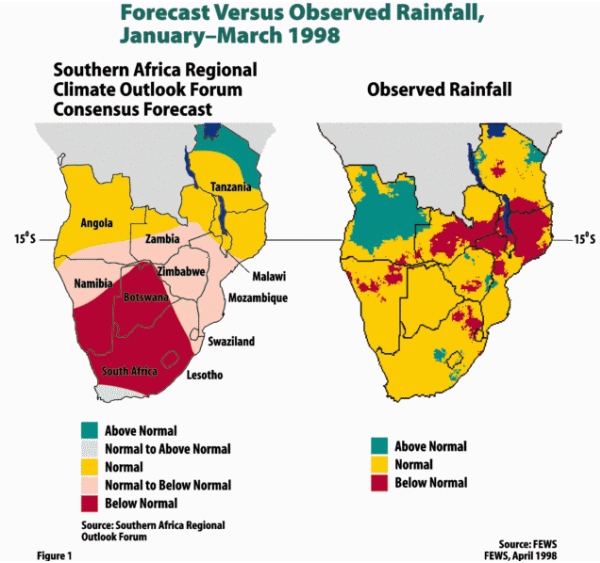 Forecast Versus Observed Rainfall,
January–March 1998
Southern Africa Regional
Climate Outlook Forum
Consensus Forecast
Observed Rainfall
Tanzania
Angola
15°S
15°S
Zambia
Zimbabwe
Malawi
Namibia
Botswana
Mozambique
Swaziland
South Africa
Lesotho
Above Normal
Normal to Above Normal
Normal
Normal to Below Normal
Below Normal
Above Normal
Normal
Below Normal
Source: Southern Africa Regional
Outlook Forum
Figure 1
Source: FEWS
FEWS, April 1998